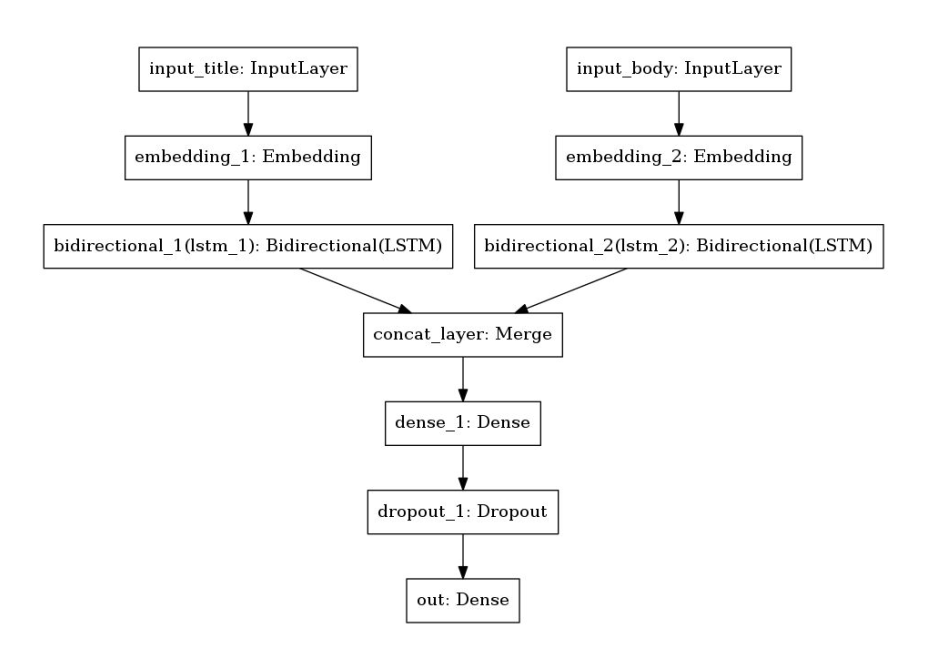 input_title: InputLayer
input_body: InputLayer
embedding_1: Embedding
embedding_2: Embedding
bidirectional_1(lstm_1): Bidirectional(LSTM)
bidirectional_2(lstm_2): Bidirectional(LSTM)
concat_layer: Merge
dense_1: Dense
dropout_1: Dropout
out: Dense